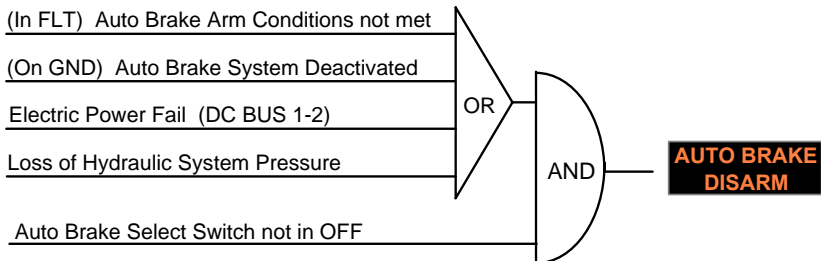 (In FLT) Auto Brake Arm Conditions not met
(On GND) Auto Brake System Deactivated
OR
Electric Power Fail (DC BUS 1-2)
Loss of Hydraulic System Pressure
AND
AUTO BRAKE
DISARM
Auto Brake Select Switch not in OFF